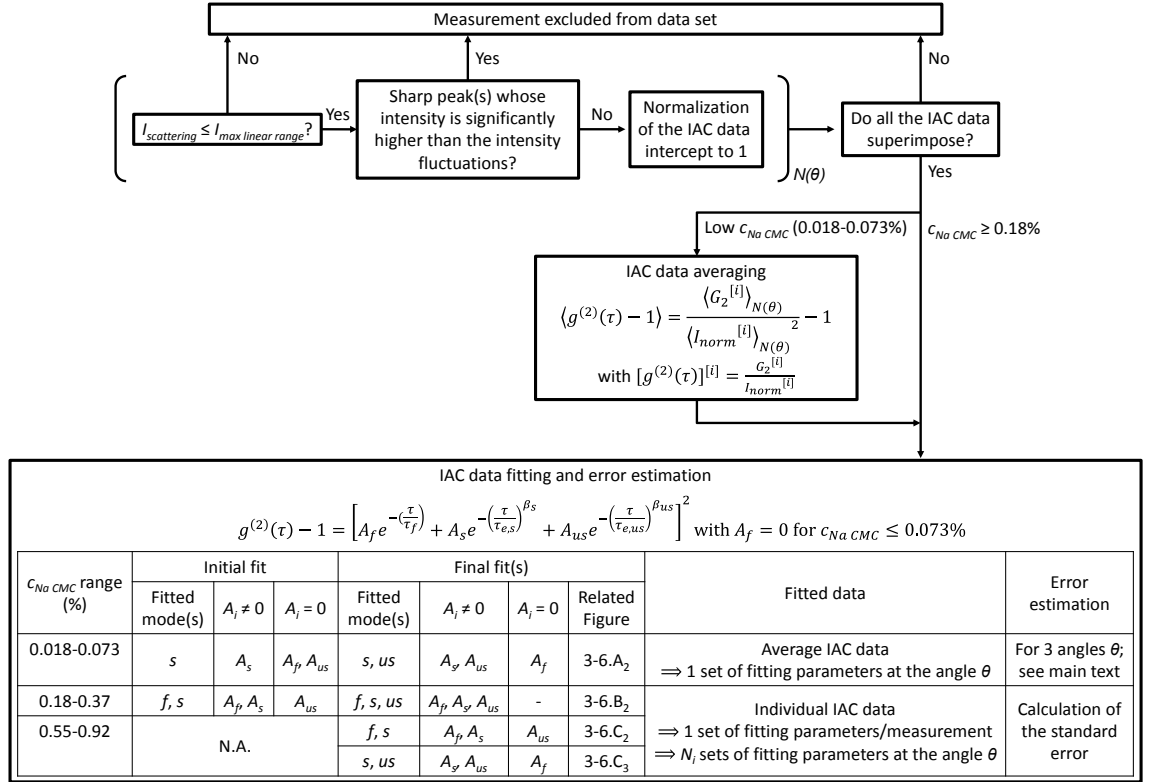 Measurement excluded from data set
No
Yes
No
I_scattering ≤ I_max linear range?
Yes
Sharp peak(s) whose
intensity is significantly
higher than the intensity
fluctuations?
No
Normalization
of the IAC data
intercept to 1
N(θ)
Do all the IAC data
superimpose?
Yes
Low c_Na CMC (0.018-0.073%)
c_Na CMC ≥ 0.18%
IAC data averaging
⟨g^(2)(τ) − 1⟩ = ⟨G_2^[i]⟩_N(θ) / ⟨I_norm^[i]⟩_N(θ)^2 − 1
with [g^(2)(τ)]^[i] = G_2^[i] / I_norm^[i]
IAC data fitting and error estimation
g^(2)(τ) − 1 = [A_f e^−(τ/τ_f) + A_s e^−(τ/τ_e,s)^β_s + A_us e^−(τ/τ_e,us)^β_us]^2 with A_f = 0 for c_Na CMC ≤ 0.073%
c_Na CMC range
(%)
Initial fit
Final fit(s)
Fitted data
Error
estimation
Fitted
mode(s)
A_i ≠ 0
A_i = 0
Fitted
mode(s)
A_i ≠ 0
A_i = 0
Related
Figure
0.018-0.073
s
A_s
A_f, A_us
s, us
A_s, A_us
A_f
3-6.A_2
Average IAC data
⟹ 1 set of fitting parameters at the angle θ
For 3 angles θ;
see main text
0.18-0.37
f, s
A_f, A_s
A_us
f, s, us
A_f, A_s, A_us
-
3-6.B_2
Individual IAC data
⟹ 1 set of fitting parameters/measurement
⟹ N_i sets of fitting parameters at the angle θ
Calculation of
the standard
error
0.55-0.92
N.A.
f, s
A_f, A_s
A_us
3-6.C_2
s, us
A_s, A_us
A_f
3-6.C_3